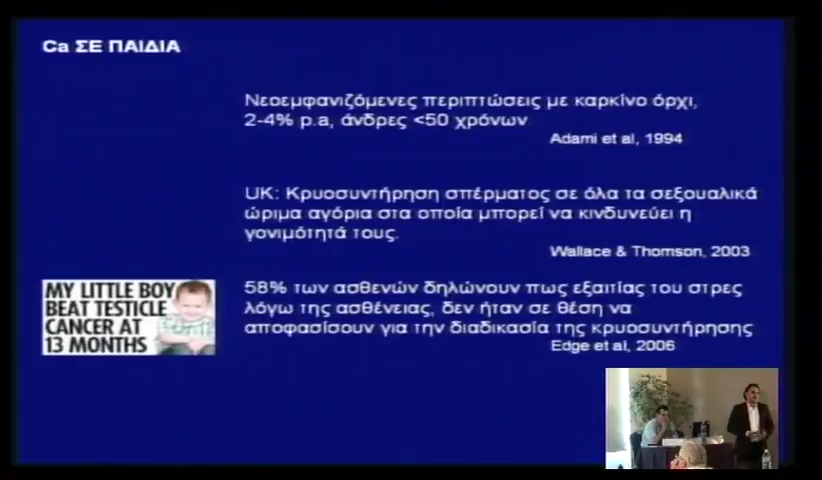 Ca ΣΕ ΠΑΙΔΙΑ
Νεοεμφανιζόμενες περιπτώσεις με καρκίνο όρχι,
2-4% p.a, άνδρες <50 χρόνων
Adami et al, 1994
UK: Κρυοσυντήρηση σπέρματος σε όλα τα σεξουαλικά
ώριμα αγόρια στα οποία μπορεί να κινδυνεύει η
γονιμότητά τους.
Wallace & Thomson, 2003
MY LITTLE BOY
BEAT TESTICLE
CANCER AT
13 MONTHS
58% των ασθενών δηλώνουν πως εξαιτίας του στρες
λόγω της ασθένειας, δεν ήταν σε θέση να
αποφασίσουν για την διαδικασία της κρυοσυντήρησης
Edge et al, 2006